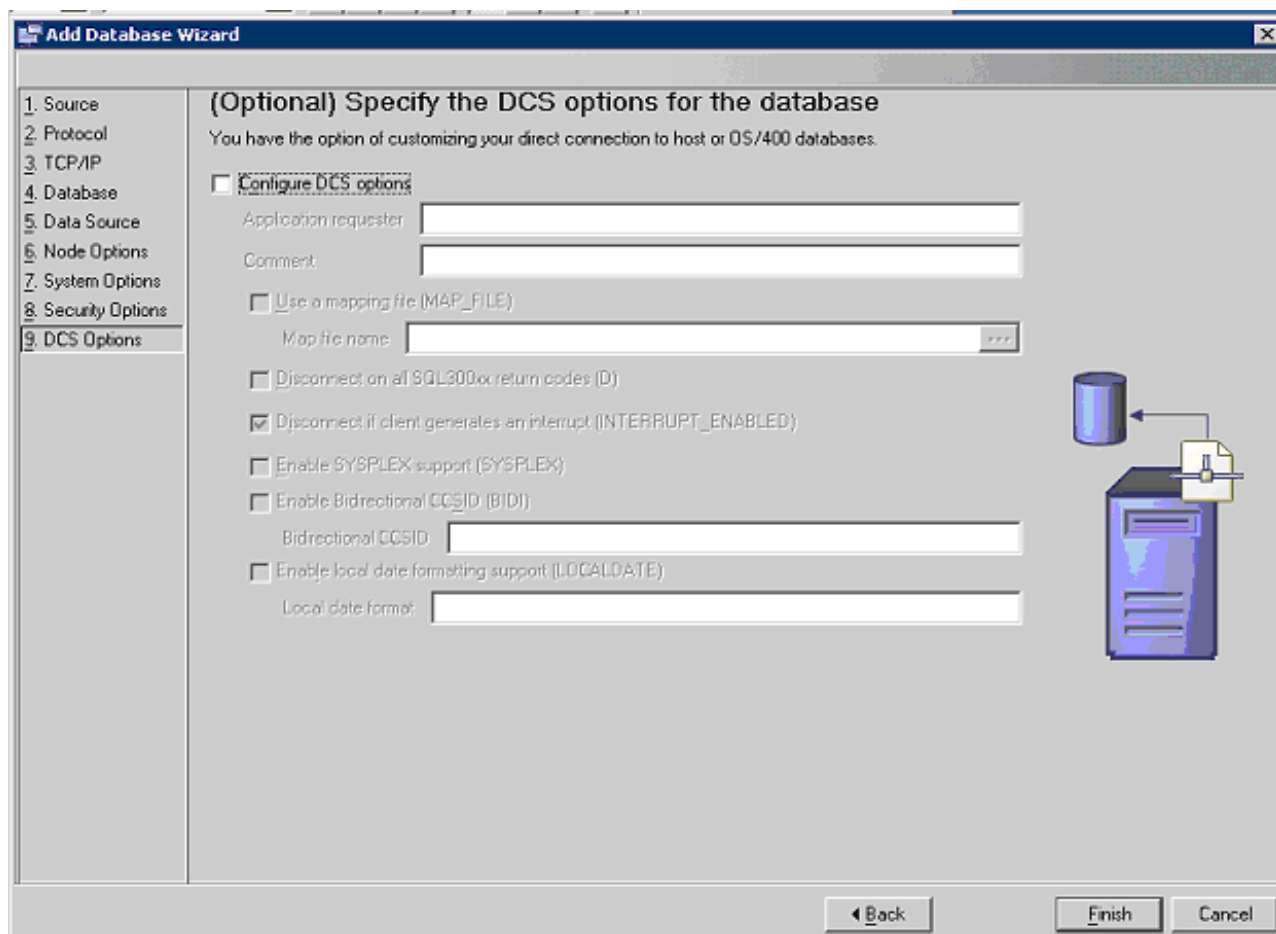 Add Database Wizard
1. Source
2. Protocol
3. TCP/IP
4. Database
5. Data Source
6. Node Options
7. System Options
8. Security Options
9. DCS Options
(Optional) Specify the DCS options for the database
You have the option of customizing your direct connection to host or OS/400 databases.
Configure DCS options
Application requester
Comment
Use a mapping file (MAP_FILE)
Map file name
...
Disconnect on all SQL300xx return codes (D)
Disconnect if client generates an interrupt (INTERRUPT_ENABLED)
Enable SYSPLEX support (SYSPLEX)
Enable Bidirectional CCSID (BIDI)
Bidirectional CCSID
Enable local date formatting support (LOCALDATE)
Local date format
Back
Finish
Cancel